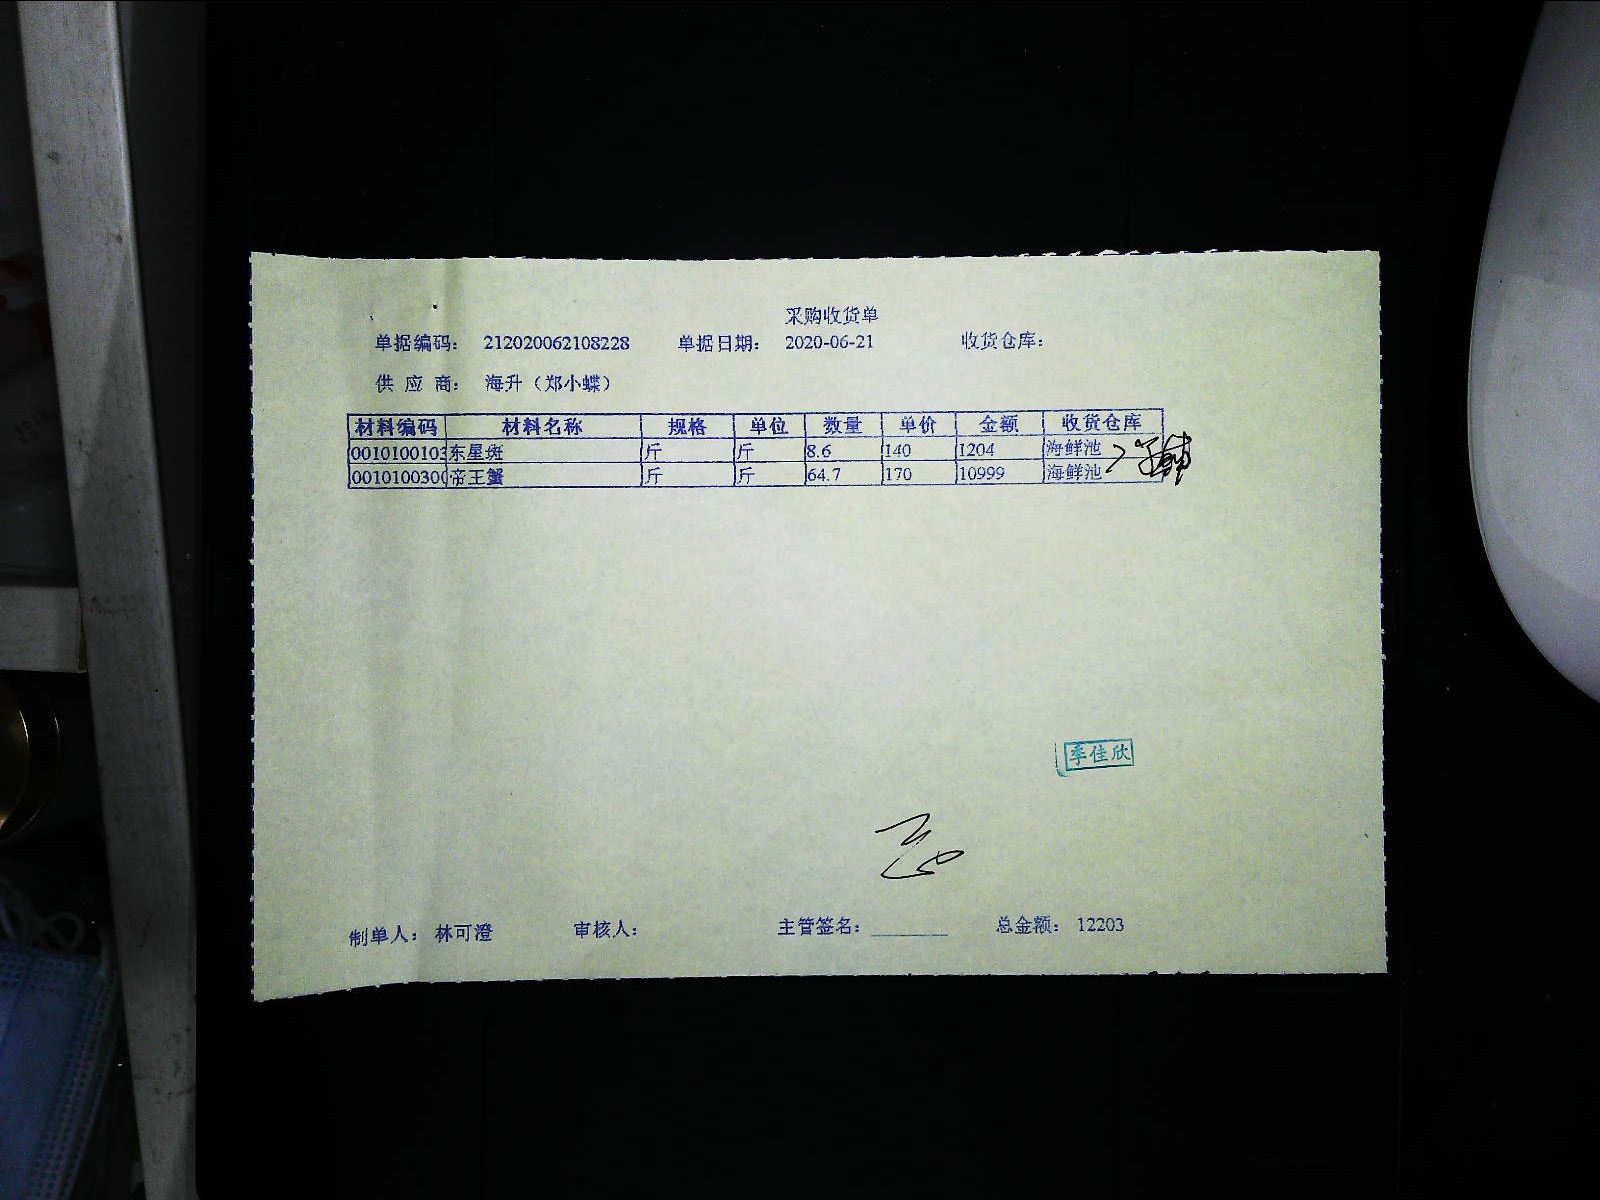 采购收货单
单据编码: 212020062108228 单据日期: 2020-06-21 收货仓库:
供应商: 海升（郑小蝶）
材料编码 材料名称 规格 单位 数量 单价 金额 收货仓库
0010100103 东星斑 斤 斤 8.6 140 1204 海鲜池
0010100300 帝王蟹 斤 斤 64.7 170 10999 海鲜池
季佳欣
制单人: 林可澄 审核人: 主管签名: 总金额: 12203